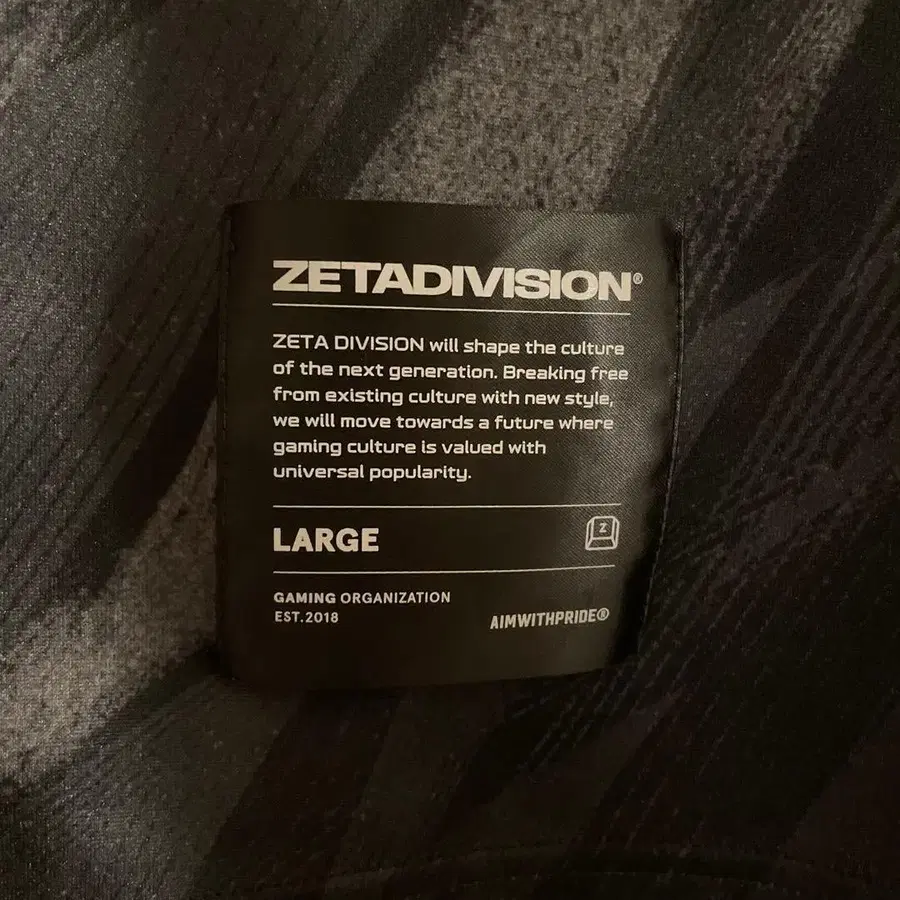 ZETADIVISION®
ZETA DIVISION will shape the culture
of the next generation. Breaking free
from existing culture with new style,
we will move towards a future where
gaming culture is valued with
universal popularity.
LARGE
Z
GAMING ORGANIZATION
EST.2018
AIMWITHPRIDE®